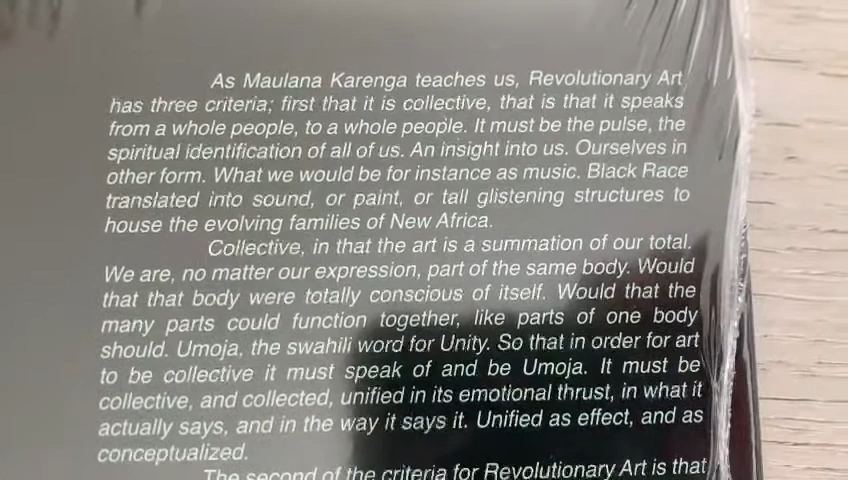 As Maulana Karenga teaches us, Revolutionary Art
has three criteria; first that it is collective, that is that it speaks
from a whole people, to a whole people. It must be the pulse, the
spiritual identification of all of us. An insight into us. Ourselves in
other form. What we would be for instance as music. Black Race
translated into sound, or paint, or tall glistening structures to
house the evolving families of New Africa.
Collective, in that the art is a summation of our total.
We are, no matter our expression, part of the same body. Would
that that body were totally conscious of itself. Would that the
many parts could function together, like parts of one body
should. Umoja, the swahili word for Unity. So that in order for art
to be collective it must speak of and be Umoja. It must be
collective, and collected, unified in its emotional thrust, in what it
actually says, and in the way it says it. Unified as effect, and as
conceptualized.
The second of the criteria for Revolutionary Art is that